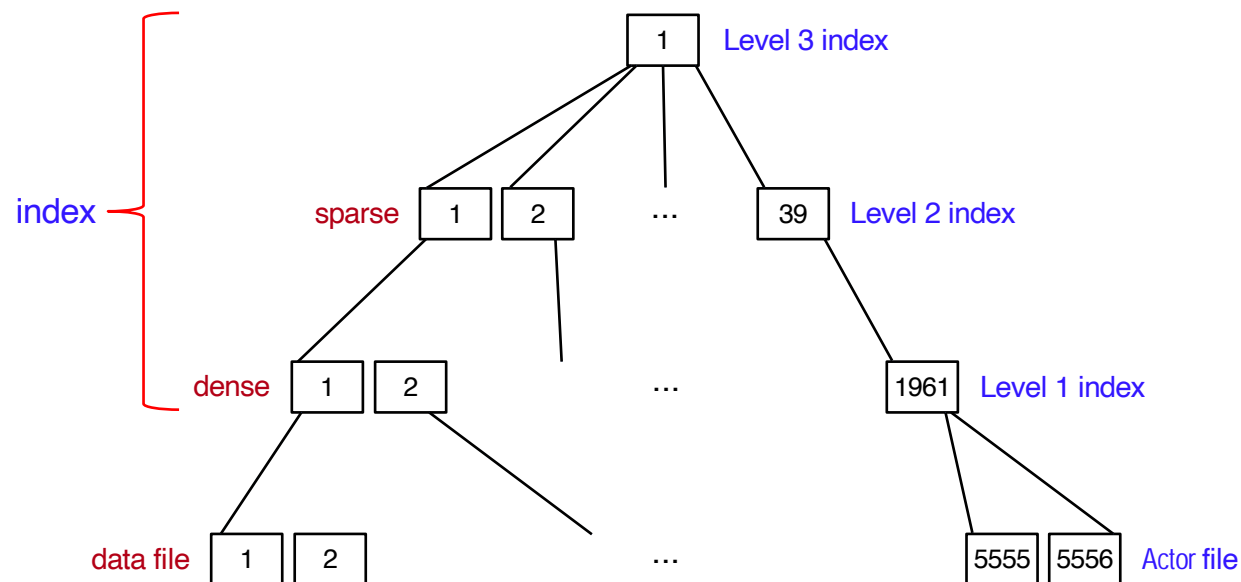 1 Level 3 index
index sparse 1 2 ... 39 Level 2 index
dense 1 2 ... 1961 Level 1 index
data file 1 2 ... 5555 5556 Actor file